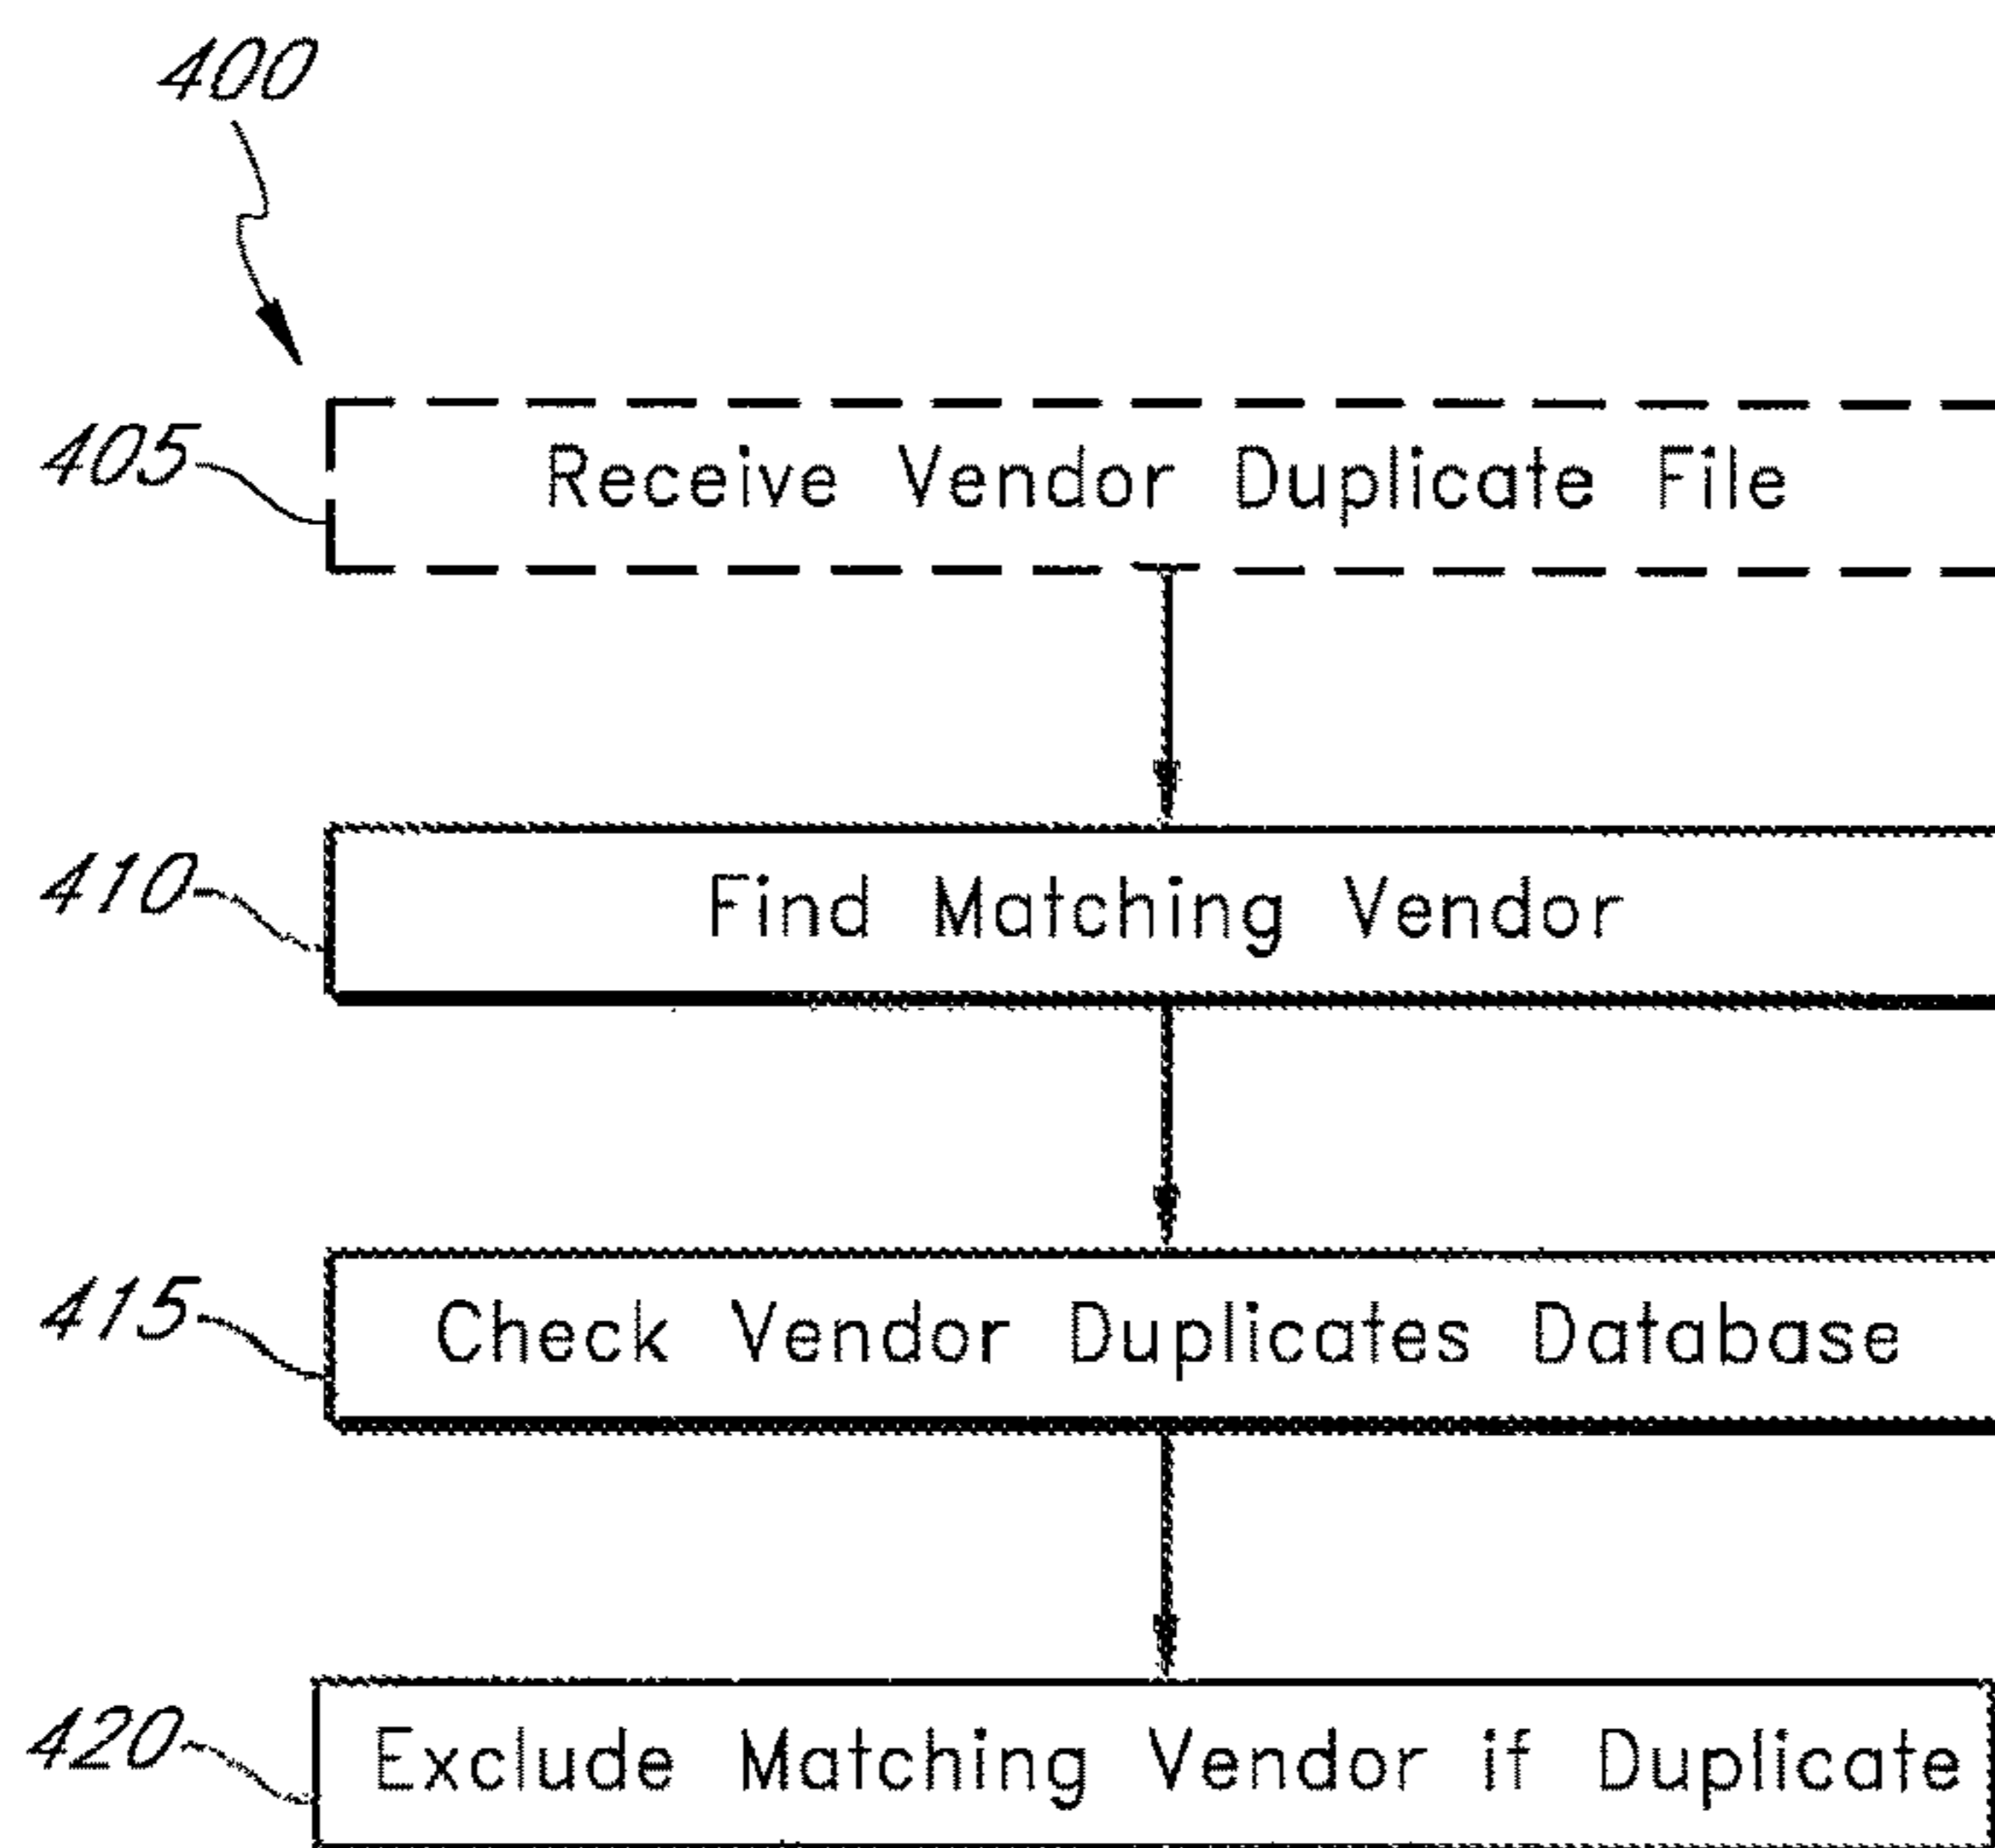 400
405 Receive Vendor Duplicate File
410 Find Matching Vendor
415 Check Vendor Duplicates Database
420 Exclude Matching Vendor if Duplicate